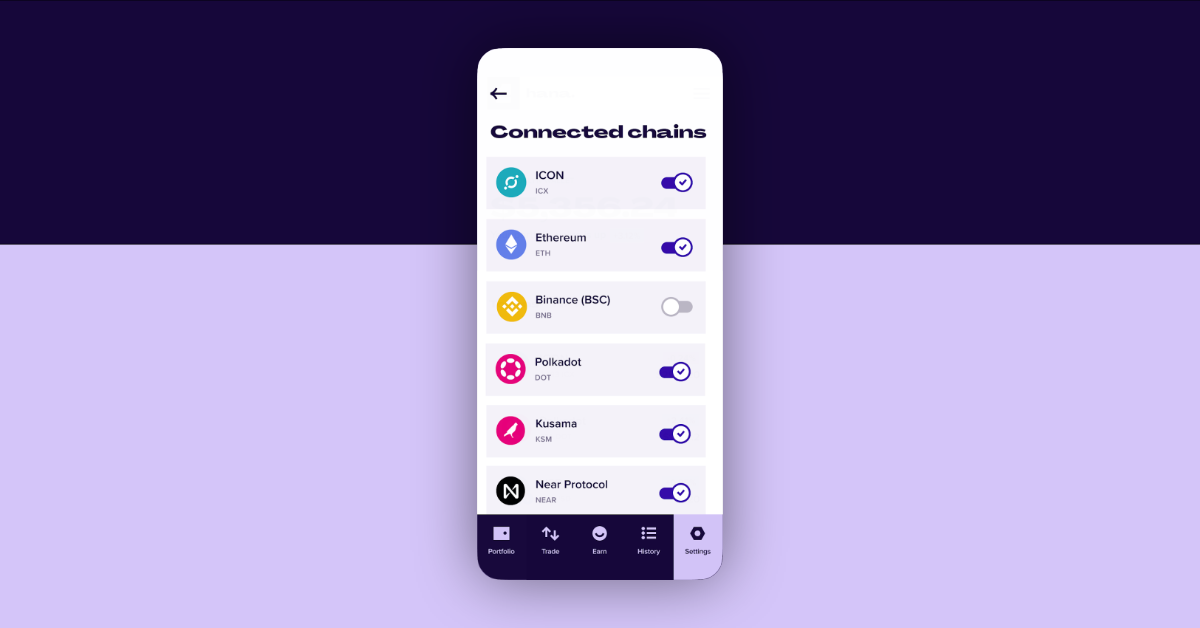 Connected chains
ICON
ICX
Ethereum
ETH
Binance (BSC)
BNB
Polkadot
DOT
Kusama
KSM
Near Protocol
NEAR
Portfolio
Trade
Earn
History
Settings